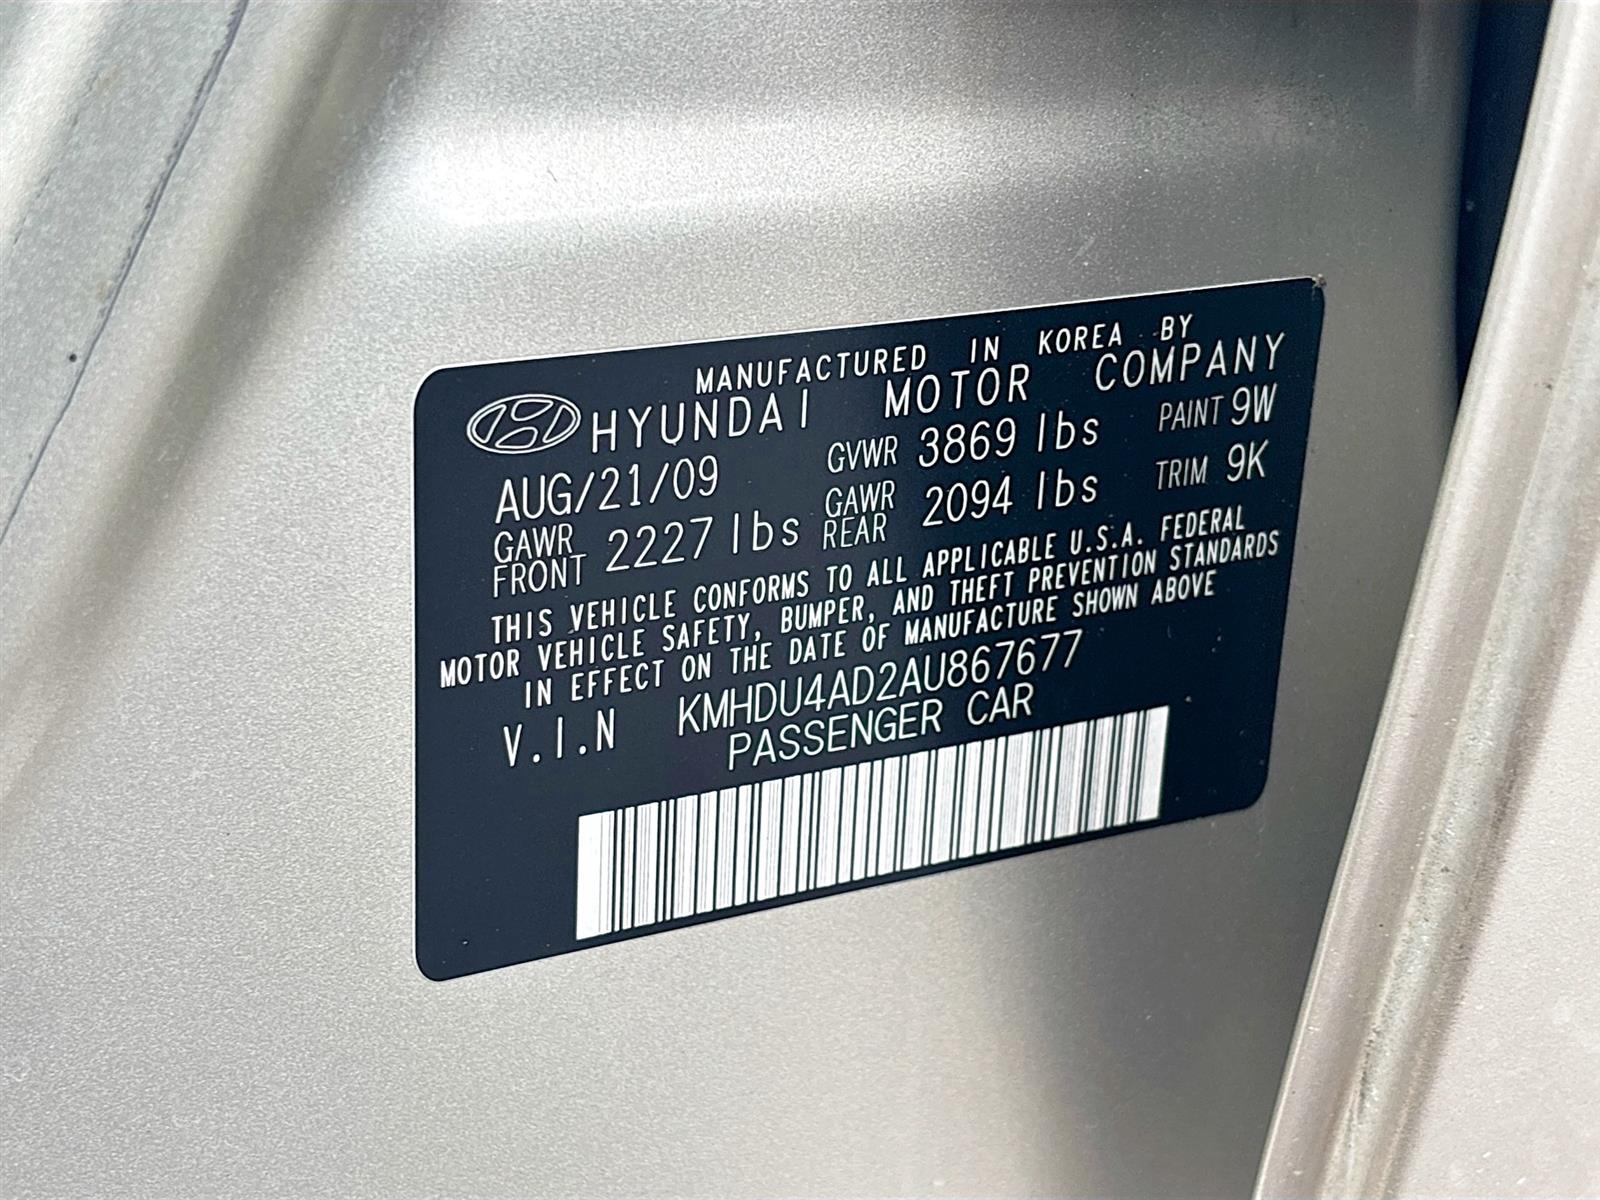 MANUFACTURED IN KOREA BY
HYUNDAI MOTOR COMPANY
AUG/21/09 GVWR 3869 lbs PAINT 9W
GAWR FRONT 2227 lbs GAWR REAR 2094 lbs TRIM 9K
THIS VEHICLE CONFORMS TO ALL APPLICABLE U.S.A. FEDERAL
MOTOR VEHICLE SAFETY, BUMPER, AND THEFT PREVENTION STANDARDS
IN EFFECT ON THE DATE OF MANUFACTURE SHOWN ABOVE
V.I.N KMHDU4AD2AU867677
PASSENGER CAR